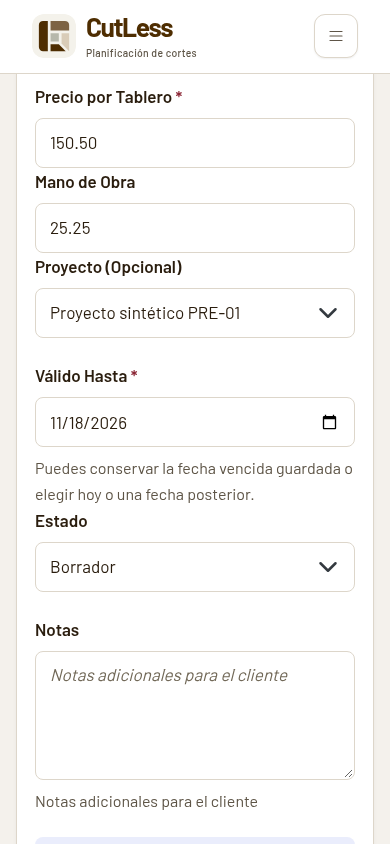 CutLess
Planificación de cortes
Precio por Tablero *
150.50
Mano de Obra
25.25
Proyecto (Opcional)
Proyecto sintético PRE-01
Válido Hasta *
11/18/2026
Puedes conservar la fecha vencida guardada o
elegir hoy o una fecha posterior.
Estado
Borrador
Notas
Notas adicionales para el cliente
Notas adicionales para el cliente